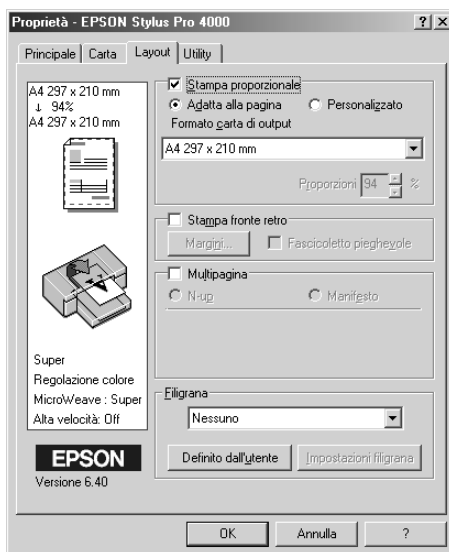 Proprietà - EPSON Stylus Pro 4000
Principale Carta Layout Utility
A4 297 x 210 mm
↓ 94%
A4 297 x 210 mm
Super
Regolazione colore
MicroWeave : Super
Alta velocità: Off
EPSON
Versione 6.40
Stampa proporzionale
Adatta alla pagina Personalizzato
Formato carta di output
A4 297 x 210 mm
Proporzioni 94 %
Stampa fronte retro
Margini... Fascicoletto pieghevole
Multipagina
N-up Manifesto
Filigrana
Nessuno
Definito dall'utente Impostazioni filigrana
OK Annulla ?